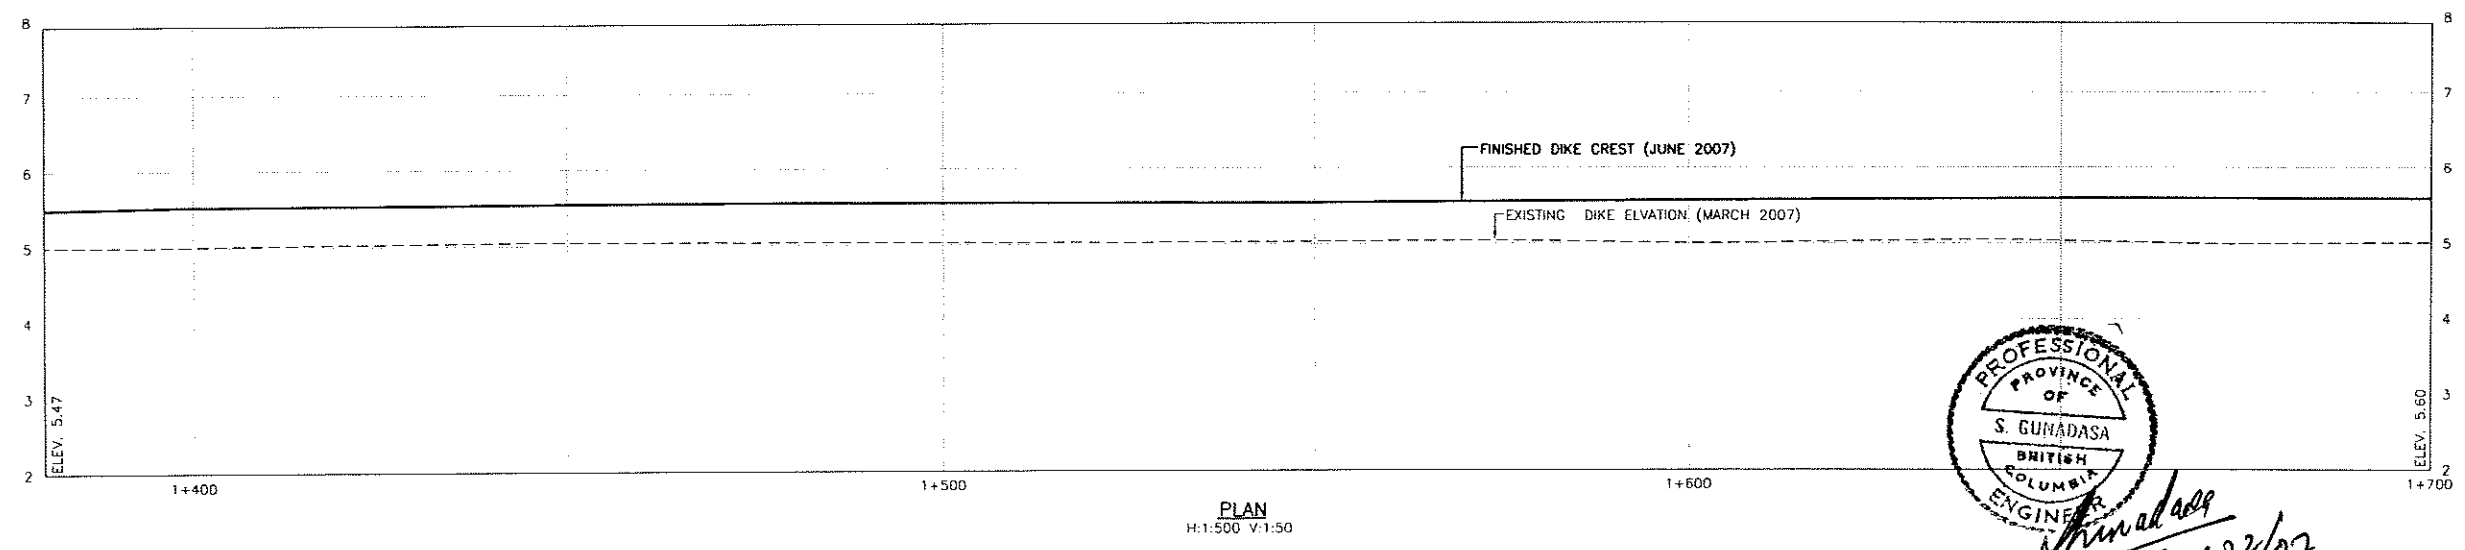 8 8
7 7
FINISHED DIKE CREST (JUNE 2007)
6 6
EXISTING DIKE ELVATION (MARCH 2007)
5 5
4 4
3 3
2 2
ELEV. 5.47
ELEV. 5.60
1+400 1+500 1+600 1+700
PLAN
H:1:500 V:1:50
PROFESSIONAL
PROVINCE
OF
S. GUNADASA
BRITISH
COLUMBIA
ENGINEER